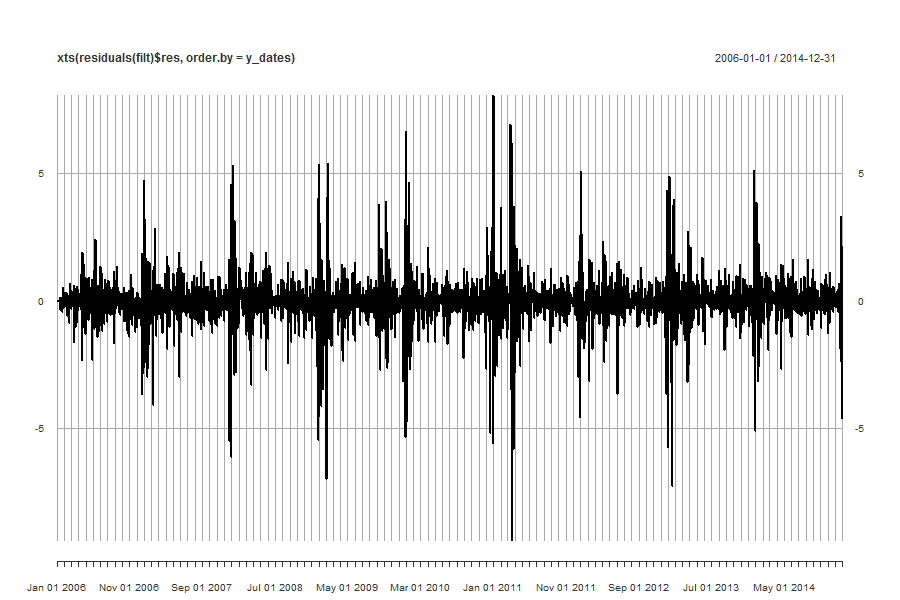 xts(residuals(filt)$res, order.by = y_dates) 2006-01-01 / 2014-12-31
5 5
0 0
-5 -5
Jan 01 2006 Nov 01 2006 Sep 01 2007 Jul 01 2008 May 01 2009 Mar 01 2010 Jan 01 2011 Nov 01 2011 Sep 01 2012 Jul 01 2013 May 01 2014